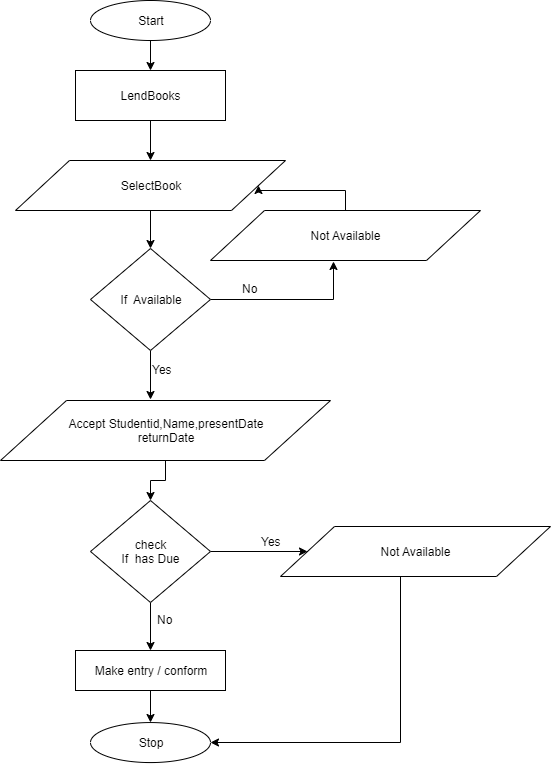 Start
LendBooks
SelectBook
Not Available
If  Available
No
Yes
Accept Studentid,Name,presentDate
returnDate
check
If  has Due
Yes
Not Available
No
Make entry / conform
Stop